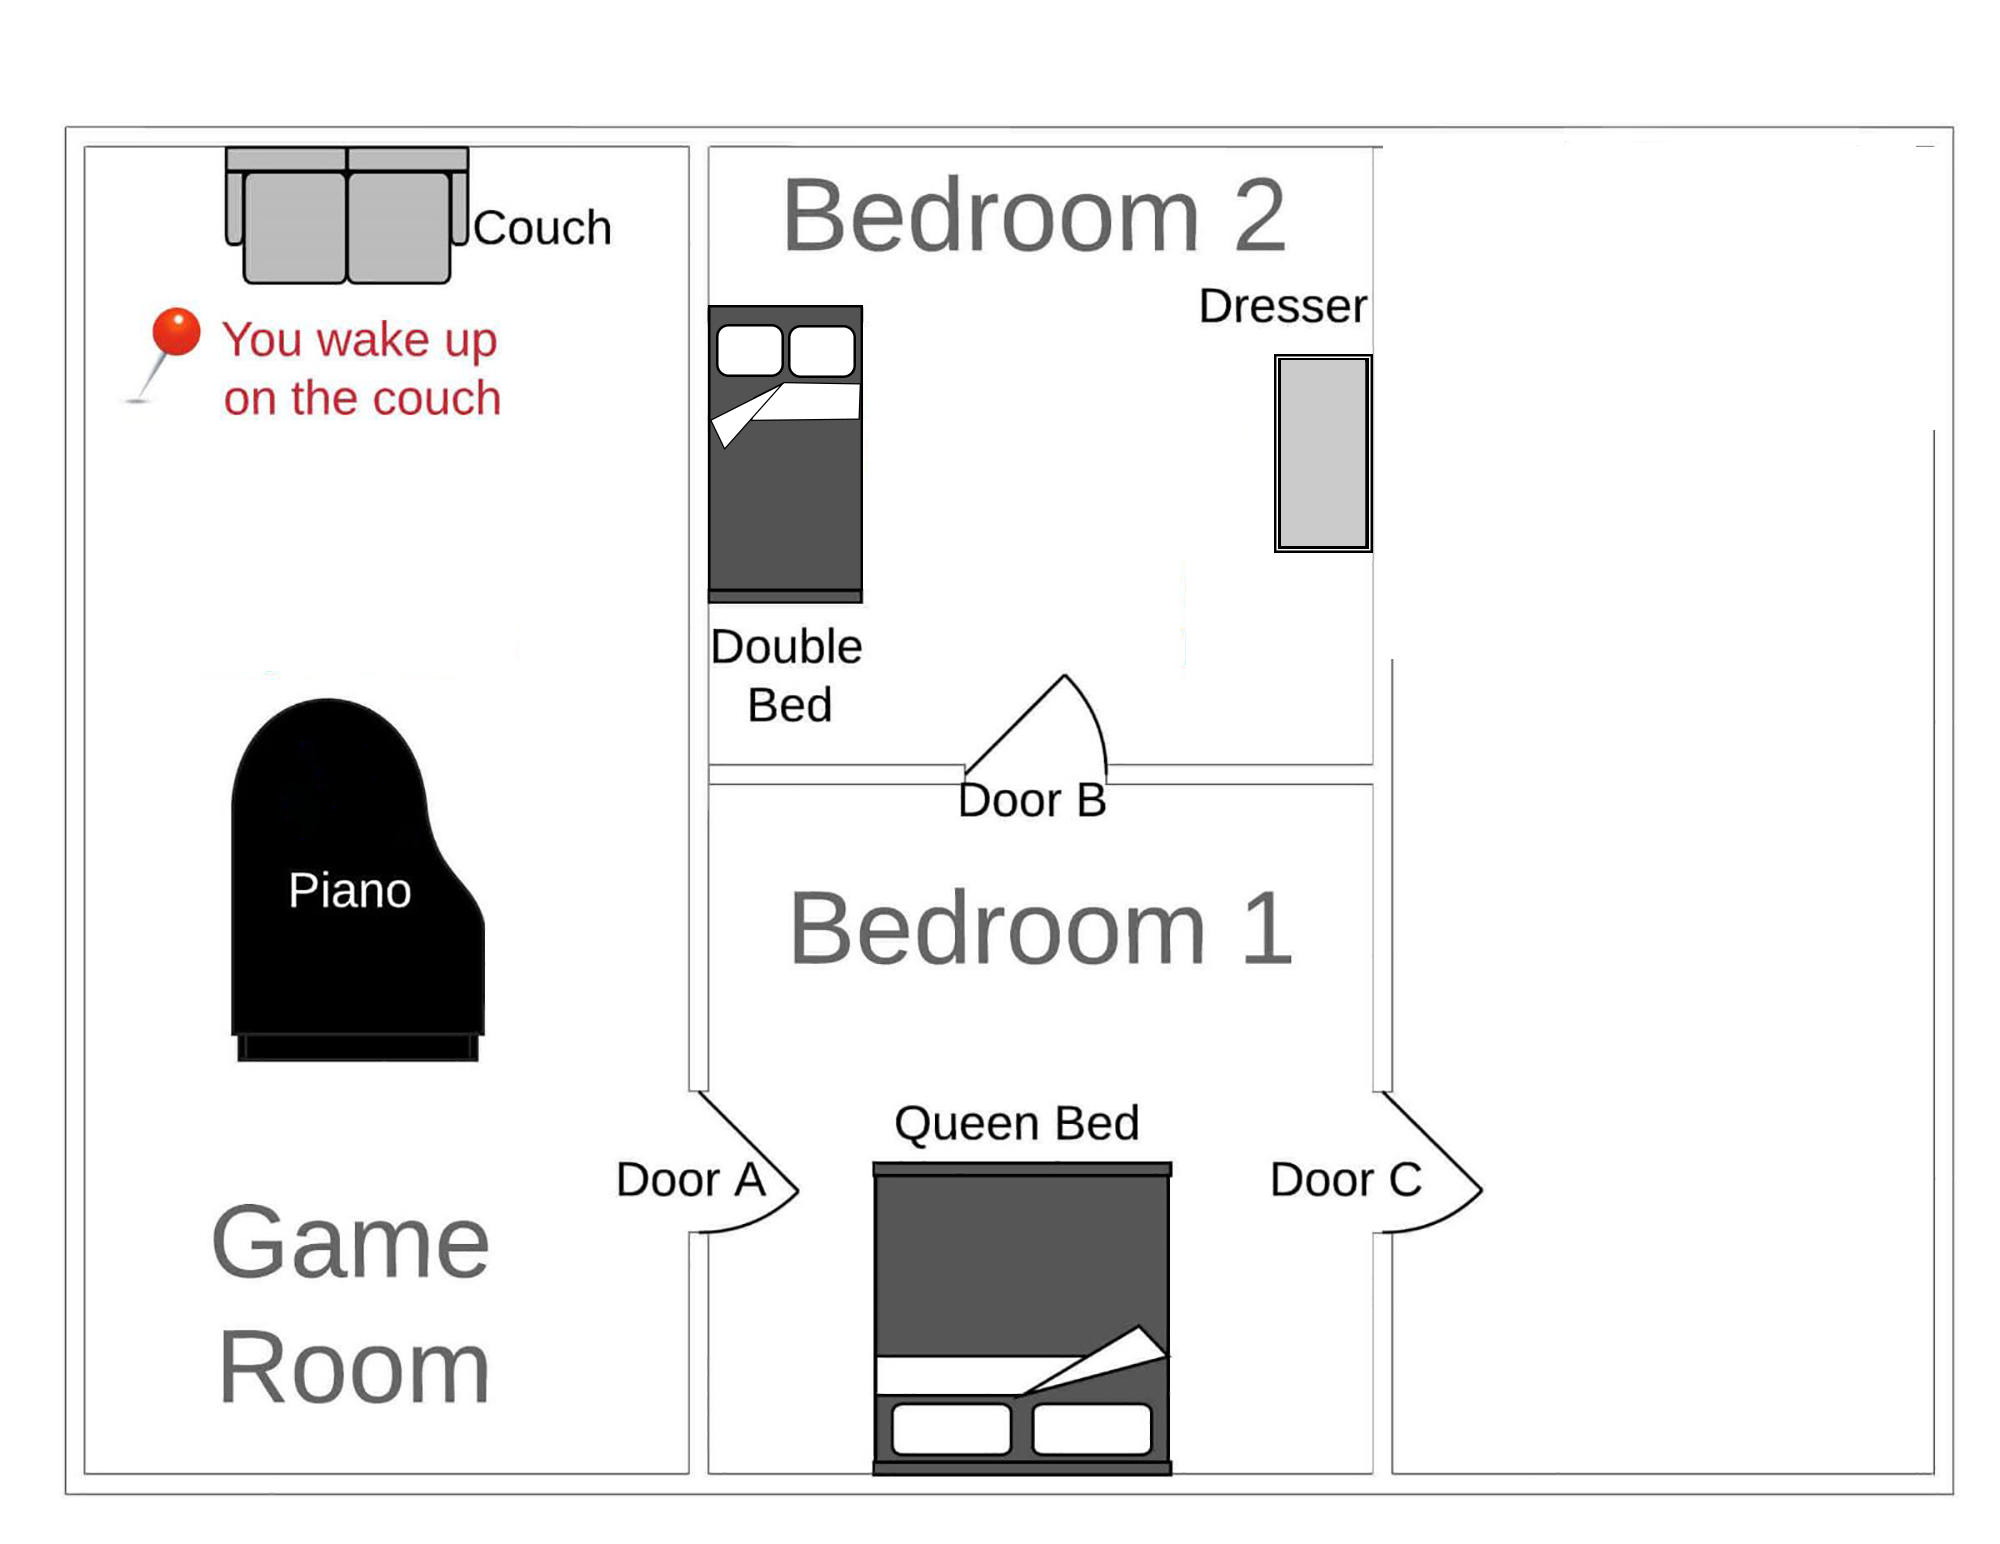 Couch
You wake up
on the couch
Piano
Game
Room
Bedroom 2
Dresser
Double
Bed
Door B
Bedroom 1
Queen Bed
Door A
Door C